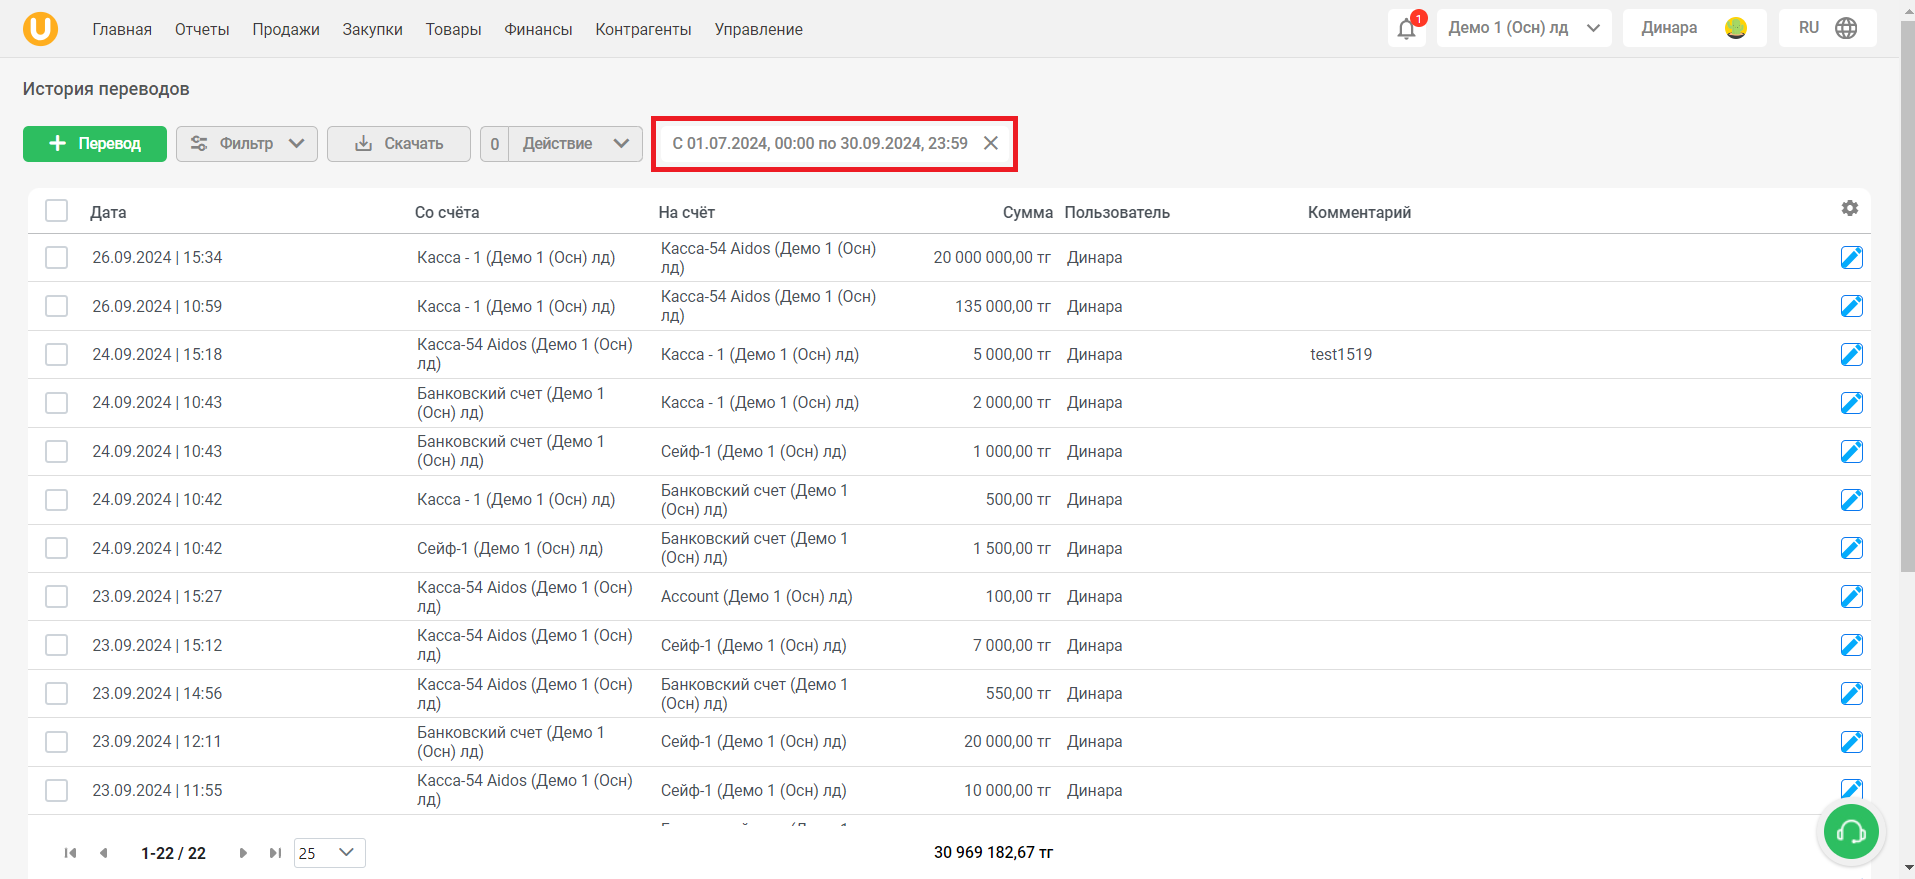 Главная Отчеты Продажи Закупки Товары Финансы Контрагенты Управление 1 Демо 1 (Осн) лд Динара RU
История переводов
Перевод Фильтр Скачать 0 Действие С 01.07.2024, 00:00 по 30.09.2024, 23:59
Дата Со счёта На счёт Сумма Пользователь Комментарий
26.09.2024 | 15:34 Касса - 1 (Демо 1 (Осн) лд) Касса-54 Aidos (Демо 1 (Осн) 20 000 000,00 тг Динара
лд)
26.09.2024 | 10:59 Касса - 1 (Демо 1 (Осн) лд) Касса-54 Aidos (Демо 1 (Осн) 135 000,00 тг Динара
лд)
24.09.2024 | 15:18 Касса-54 Aidos (Демо 1 (Осн) Касса - 1 (Демо 1 (Осн) лд) 5 000,00 тг Динара test1519
лд)
24.09.2024 | 10:43 Банковский счет (Демо 1 Касса - 1 (Демо 1 (Осн) лд) 2 000,00 тг Динара
(Осн) лд)
24.09.2024 | 10:43 Банковский счет (Демо 1 Сейф-1 (Демо 1 (Осн) лд) 1 000,00 тг Динара
(Осн) лд)
24.09.2024 | 10:42 Касса - 1 (Демо 1 (Осн) лд) Банковский счет (Демо 1 500,00 тг Динара
(Осн) лд)
24.09.2024 | 10:42 Сейф-1 (Демо 1 (Осн) лд) Банковский счет (Демо 1 1 500,00 тг Динара
(Осн) лд)
23.09.2024 | 15:27 Касса-54 Aidos (Демо 1 (Осн) Account (Демо 1 (Осн) лд) 100,00 тг Динара
лд)
23.09.2024 | 15:12 Касса-54 Aidos (Демо 1 (Осн) Сейф-1 (Демо 1 (Осн) лд) 7 000,00 тг Динара
лд)
23.09.2024 | 14:56 Касса-54 Aidos (Демо 1 (Осн) Банковский счет (Демо 1 550,00 тг Динара
лд) (Осн) лд)
23.09.2024 | 12:11 Банковский счет (Демо 1 Сейф-1 (Демо 1 (Осн) лд) 20 000,00 тг Динара
(Осн) лд)
23.09.2024 | 11:55 Касса-54 Aidos (Демо 1 (Осн) Сейф-1 (Демо 1 (Осн) лд) 10 000,00 тг Динара
лд)
1-22 / 22 25 30 969 182,67 тг